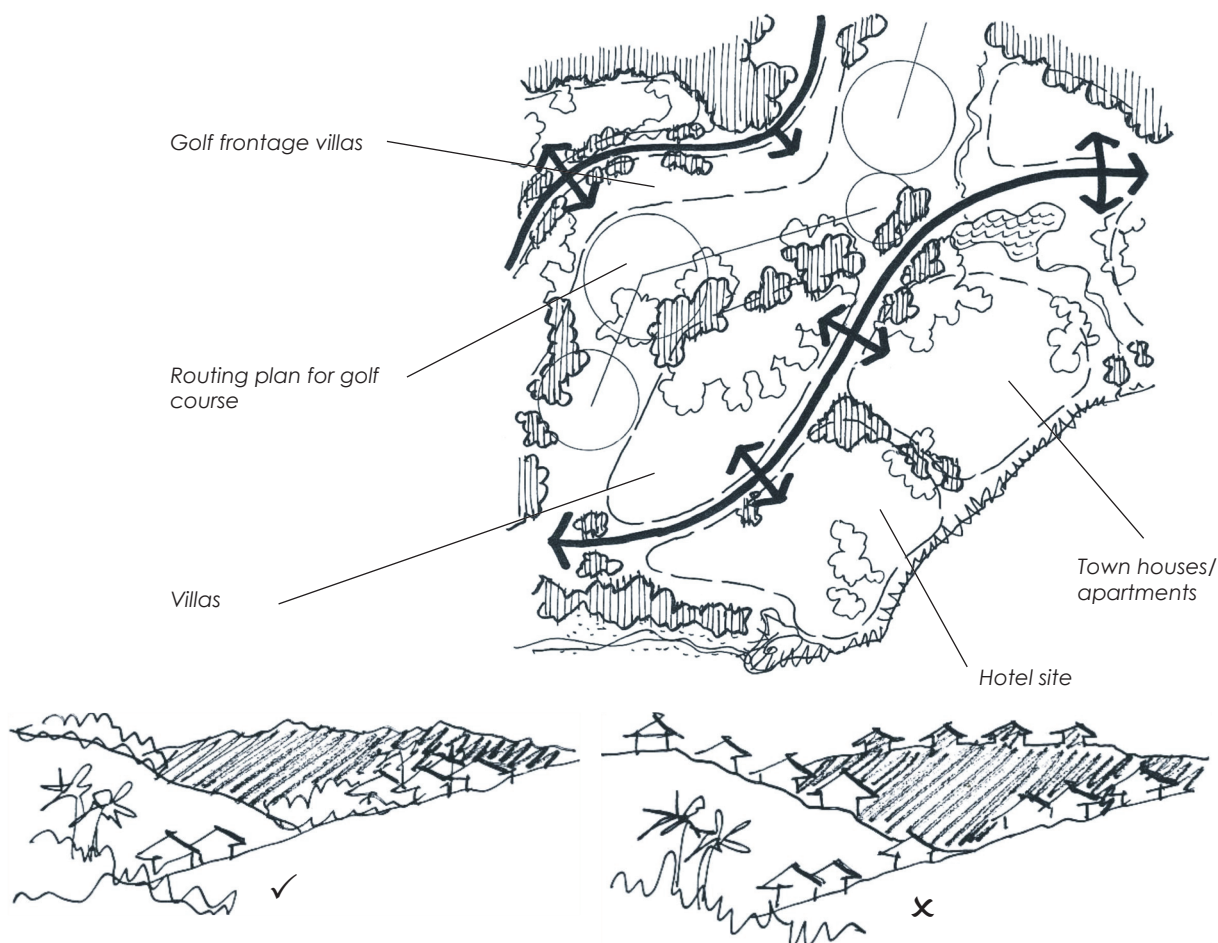 Golf frontage villas
Routing plan for golf
course
Villas
Town houses/
apartments
Hotel site
✓
x